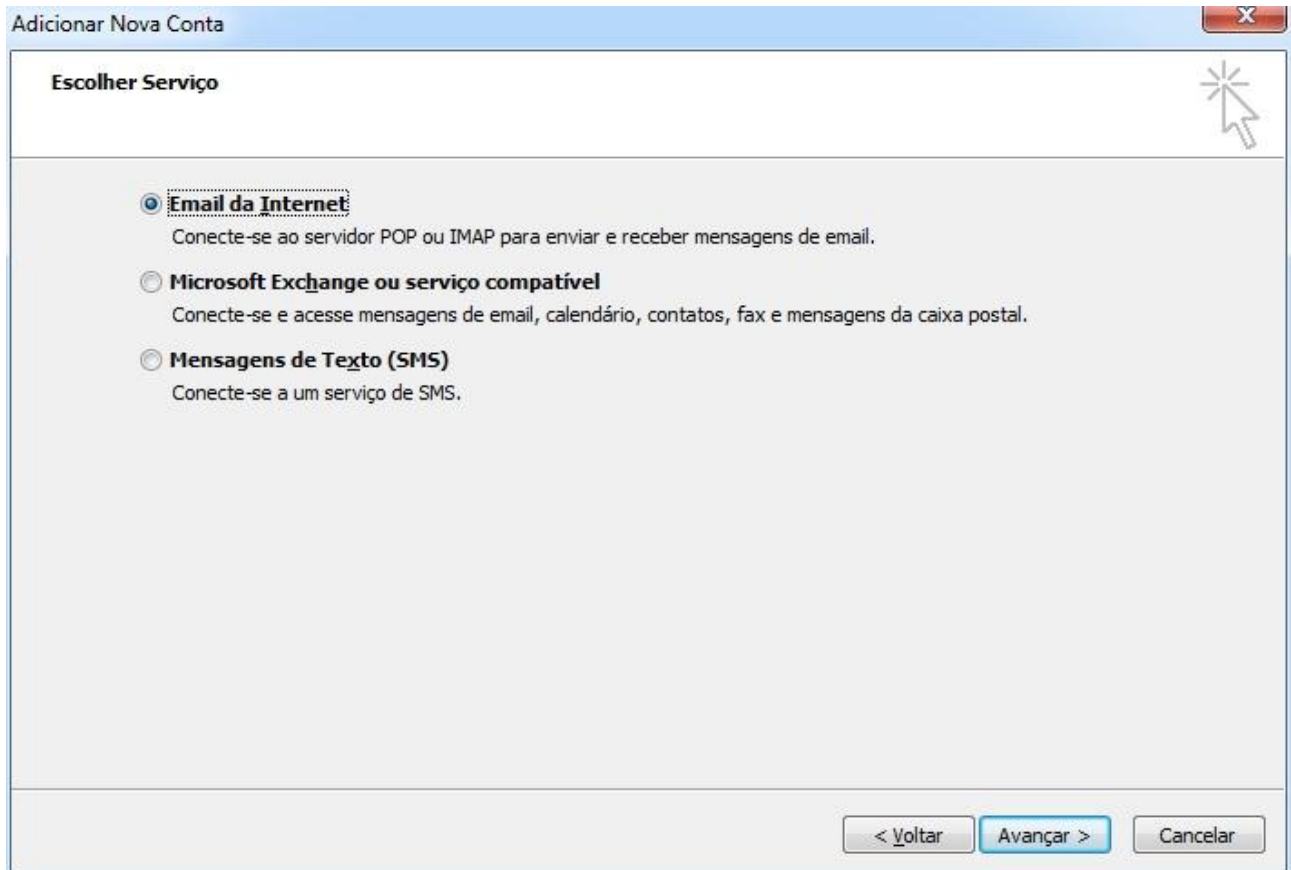 Adicionar Nova Conta
Escolher Serviço
Email da Internet
Conecte-se ao servidor POP ou IMAP para enviar e receber mensagens de email.
Microsoft Exchange ou serviço compatível
Conecte-se e acesse mensagens de email, calendário, contatos, fax e mensagens da caixa postal.
Mensagens de Texto (SMS)
Conecte-se a um serviço de SMS.
< Voltar Avançar > Cancelar